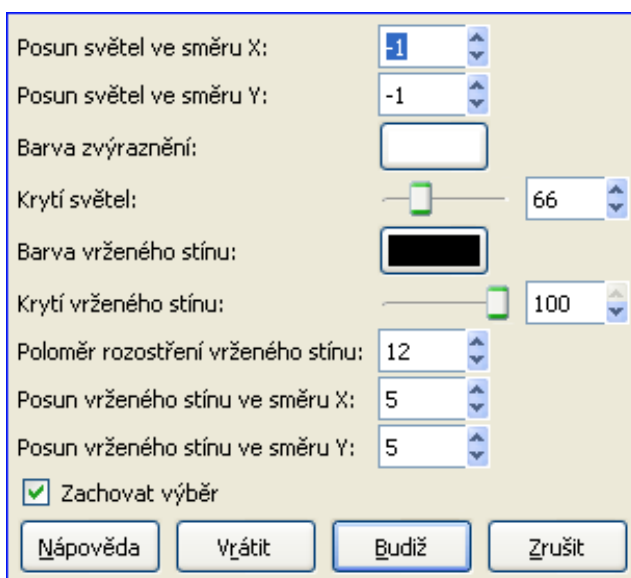 Posun světel ve směru X: -1
Posun světel ve směru Y: -1
Barva zvýraznění:
Krytí světel: 66
Barva vrženého stínu:
Krytí vrženého stínu: 100
Poloměr rozostření vrženého stínu: 12
Posun vrženého stínu ve směru X: 5
Posun vrženého stínu ve směru Y: 5
Zachovat výběr
Nápověda Vrátit Budiž Zrušit